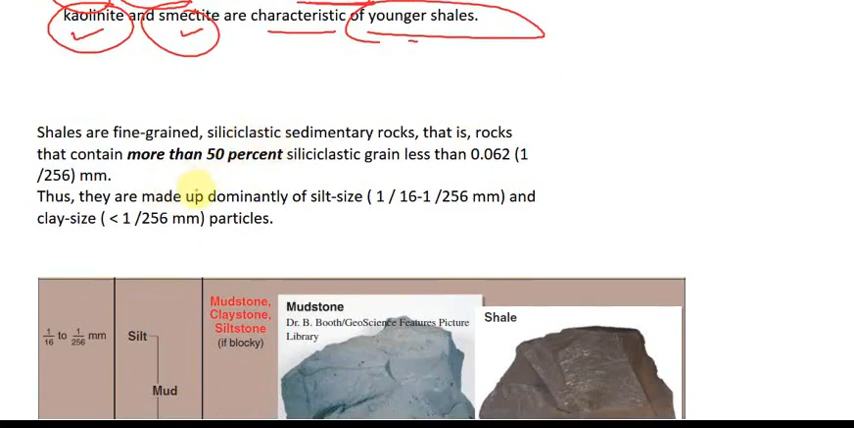 kaolinite and smectite are characteristic of younger shales.
Shales are fine-grained, siliciclastic sedimentary rocks, that is, rocks
that contain more than 50 percent siliciclastic grain less than 0.062 (1
/256) mm.
Thus, they are made up dominantly of silt-size ( 1 / 16-1 /256 mm) and
clay-size ( < 1 /256 mm) particles.
Mudstone,
Claystone,
Siltstone
(if blocky)
Mudstone
Dr. B. Booth/GeoScience Features Picture
Library
Shale
1/16 to 1/256 mm
Silt
Mud